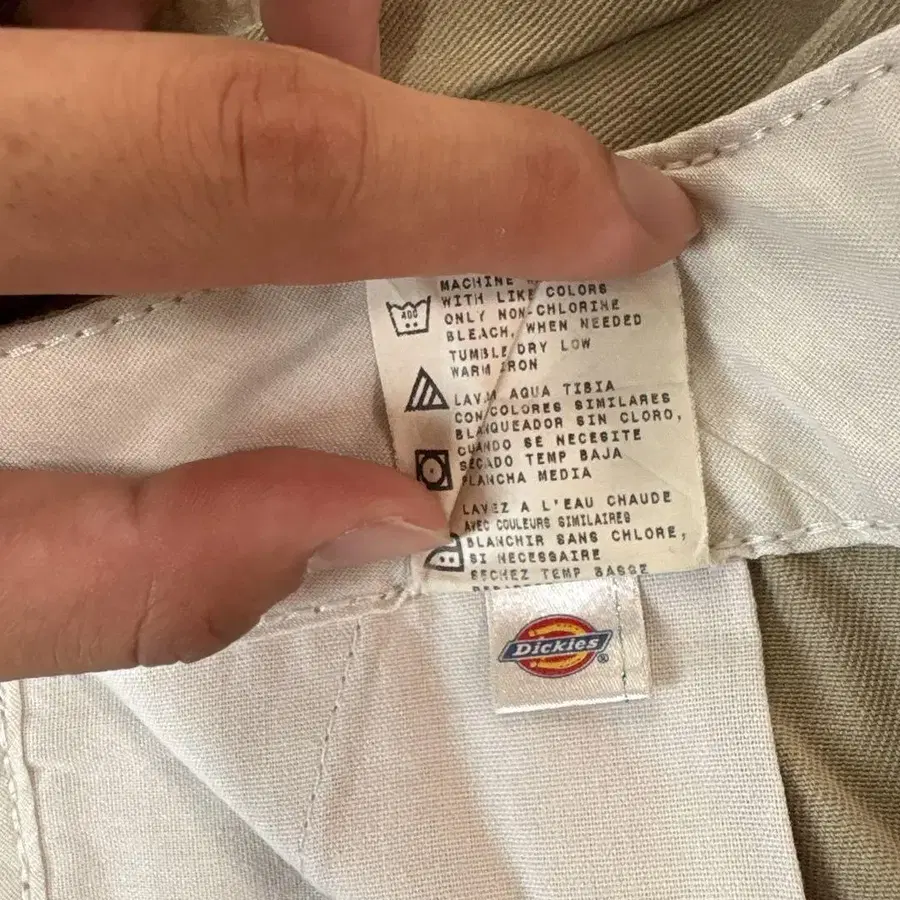 MACHINE
WITH LIKE COLORS
ONLY NON-CHLORINE
BLEACH, WHEN NEEDED
TUMBLE DRY LOW
WARM IRON
40C
LAVAR AGUA TIBIA
CON COLORES SIMILARES
BLANQUEADOR SIN CLORO,
CUANDO SE NECESITE
SECADO TEMP BAJA
PLANCHA MEDIA
LAVEZ A L'EAU CHAUDE
AVEC COULEURS SIMILAIRES
BLANCHIR SANS CHLORE,
SI NECESSAIRE
SECHEZ TEMP BASSE
Dickies®